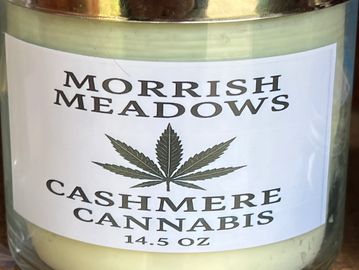 MORRISH
MEADOWS
CASHMERE
CANNABIS
14.5 OZ